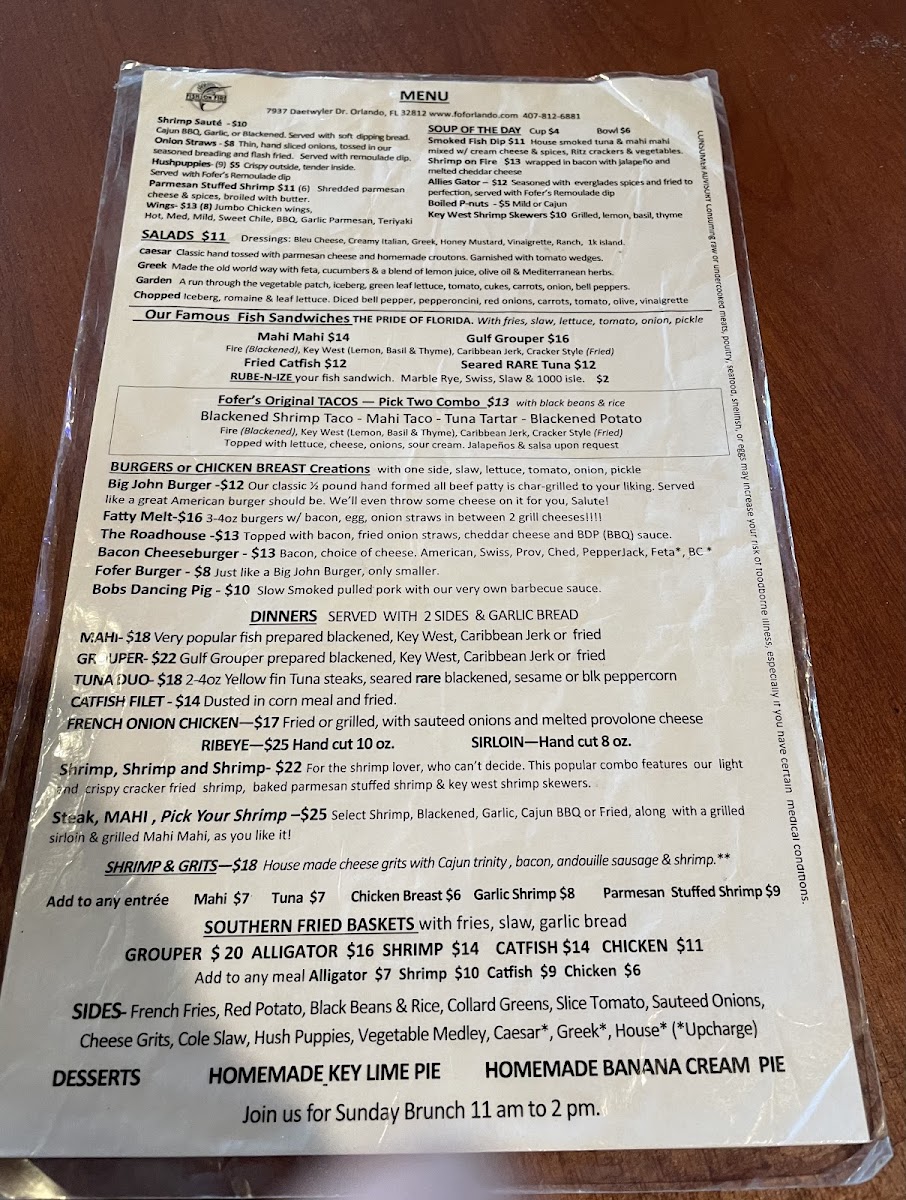 FISH ON FIRE
MENU
7937 Daetwyler Dr. Orlando, FL 32812 www.foforlando.com 407-812-6881
Shrimp Sauté - $10
Cajun BBQ, Garlic, or Blackened. Served with soft dipping bread.
Onion Straws - $8 Thin, hand sliced onions, tossed in our
seasoned breading and flash fried. Served with remoulade dip.
Hushpuppies- (9) $5 Crispy outside, tender inside.
Served with Fofer's Remoulade dip
Parmesan Stuffed Shrimp $11 (6) Shredded parmesan
cheese & spices, broiled with butter.
Wings- $13 (8) Jumbo Chicken wings,
Hot, Med, Mild, Sweet Chile, BBQ, Garlic Parmesan, Teriyaki
SOUP OF THE DAY Cup $4 Bowl $6
Smoked Fish Dip $11 House smoked tuna & mahi mahi
mixed w/ cream cheese & spices, Ritz crackers & vegetables.
Shrimp on Fire $13 wrapped in bacon with jalapeño and
melted cheddar cheese
Allies Gator – $12 Seasoned with everglades spices and fried to
perfection, served with Fofer's Remoulade dip
Boiled P-nuts - $5 Mild or Cajun
Key West Shrimp Skewers $10 Grilled, lemon, basil, thyme
SALADS $11 Dressings: Bleu Cheese, Creamy Italian, Greek, Honey Mustard, Vinaigrette, Ranch, 1k island.
Caesar Classic hand tossed with parmesan cheese and homemade croutons. Garnished with tomato wedges.
Greek Made the old world way with feta, cucumbers & a blend of lemon juice, olive oil & Mediterranean herbs.
Garden A run through the vegetable patch, iceberg, green leaf lettuce, tomato, cukes, carrots, onion, bell peppers.
Chopped Iceberg, romaine & leaf lettuce. Diced bell pepper, pepperoncini, red onions, carrots, tomato, olive, vinaigrette
Our Famous Fish Sandwiches THE PRIDE OF FLORIDA. With fries, slaw, lettuce, tomato, onion, pickle
Mahi Mahi $14 Gulf Grouper $16
Fire (Blackened), Key West (Lemon, Basil & Thyme), Caribbean Jerk, Cracker Style (Fried)
Fried Catfish $12 Seared RARE Tuna $12
RUBE-N-IZE your fish sandwich. Marble Rye, Swiss, Slaw & 1000 isle. $2
Fofer's Original TACOS — Pick Two Combo $13 with black beans & rice
Blackened Shrimp Taco - Mahi Taco - Tuna Tartar - Blackened Potato
Fire (Blackened), Key West (Lemon, Basil & Thyme), Caribbean Jerk, Cracker Style (Fried)
Topped with lettuce, cheese, onions, sour cream. Jalapeños & salsa upon request
BURGERS or CHICKEN BREAST Creations with one side, slaw, lettuce, tomato, onion, pickle
Big John Burger -$12 Our classic ½ pound hand formed all beef patty is char-grilled to your liking. Served
like a great American burger should be. We'll even throw some cheese on it for you, Salute!
Fatty Melt-$16 3-4oz burgers w/ bacon, egg, onion straws in between 2 grill cheeses!!!!
The Roadhouse -$13 Topped with bacon, fried onion straws, cheddar cheese and BDP (BBQ) sauce.
Bacon Cheeseburger - $13 Bacon, choice of cheese. American, Swiss, Prov, Ched, PepperJack, Feta*, BC *
Fofer Burger - $8 Just like a Big John Burger, only smaller.
Bobs Dancing Pig - $10 Slow Smoked pulled pork with our very own barbecue sauce.
DINNERS SERVED WITH 2 SIDES & GARLIC BREAD
MAHI- $18 Very popular fish prepared blackened, Key West, Caribbean Jerk or fried
GROUPER- $22 Gulf Grouper prepared blackened, Key West, Caribbean Jerk or fried
TUNA DUO- $18 2-4oz Yellow fin Tuna steaks, seared rare blackened, sesame or blk peppercorn
CATFISH FILET - $14 Dusted in corn meal and fried.
FRENCH ONION CHICKEN—$17 Fried or grilled, with sauteed onions and melted provolone cheese
RIBEYE—$25 Hand cut 10 oz. SIRLOIN—Hand cut 8 oz.
Shrimp, Shrimp and Shrimp- $22 For the shrimp lover, who can't decide. This popular combo features our light
and crispy cracker fried shrimp, baked parmesan stuffed shrimp & key west shrimp skewers.
Steak, MAHI , Pick Your Shrimp –$25 Select Shrimp, Blackened, Garlic, Cajun BBQ or Fried, along with a grilled
sirloin & grilled Mahi Mahi, as you like it!
SHRIMP & GRITS—$18 House made cheese grits with Cajun trinity , bacon, andouille sausage & shrimp.**
Add to any entrée Mahi $7 Tuna $7 Chicken Breast $6 Garlic Shrimp $8 Parmesan Stuffed Shrimp $9
SOUTHERN FRIED BASKETS with fries, slaw, garlic bread
GROUPER $ 20 ALLIGATOR $16 SHRIMP $14 CATFISH $14 CHICKEN $11
Add to any meal Alligator $7 Shrimp $10 Catfish $9 Chicken $6
SIDES- French Fries, Red Potato, Black Beans & Rice, Collard Greens, Slice Tomato, Sauteed Onions,
Cheese Grits, Cole Slaw, Hush Puppies, Vegetable Medley, Caesar*, Greek*, House* (*Upcharge)
DESSERTS HOMEMADE KEY LIME PIE HOMEMADE BANANA CREAM PIE
Join us for Sunday Brunch 11 am to 2 pm.
CONSUMER ADVISORY Consuming raw or undercooked meats, poultry, seafood, shellfish, or eggs may increase your risk of foodborne illness, especially if you have certain medical conditions.